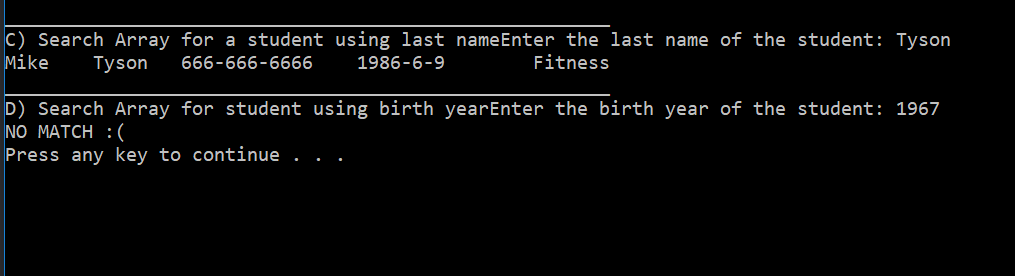 C) Search Array for a student using last nameEnter the last name of the student: Tyson
Mike    Tyson   666-666-6666    1986-6-9        Fitness
D) Search Array for student using birth yearEnter the birth year of the student: 1967
NO MATCH :(
Press any key to continue . . .